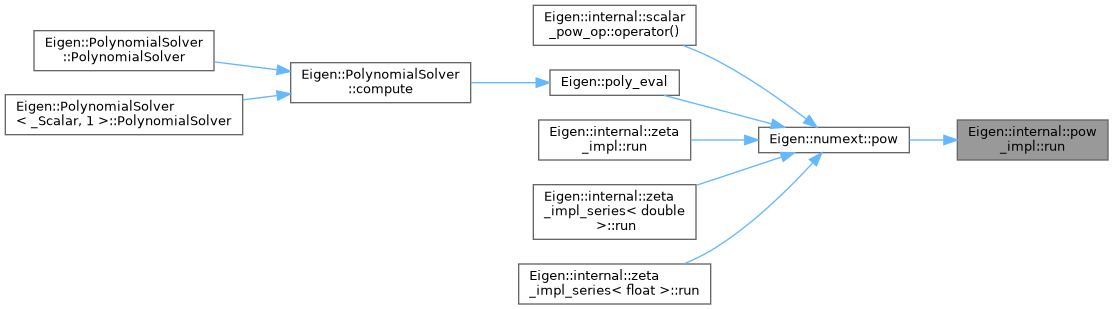 Eigen::PolynomialSolver
::PolynomialSolver
Eigen::PolynomialSolver
< _Scalar, 1 >::PolynomialSolver
Eigen::PolynomialSolver
::compute
Eigen::internal::scalar
_pow_op::operator()
Eigen::poly_eval
Eigen::internal::zeta
_impl::run
Eigen::internal::zeta
_impl_series< double
>::run
Eigen::internal::zeta
_impl_series< float >::run
Eigen::numext::pow
Eigen::internal::pow
_impl::run